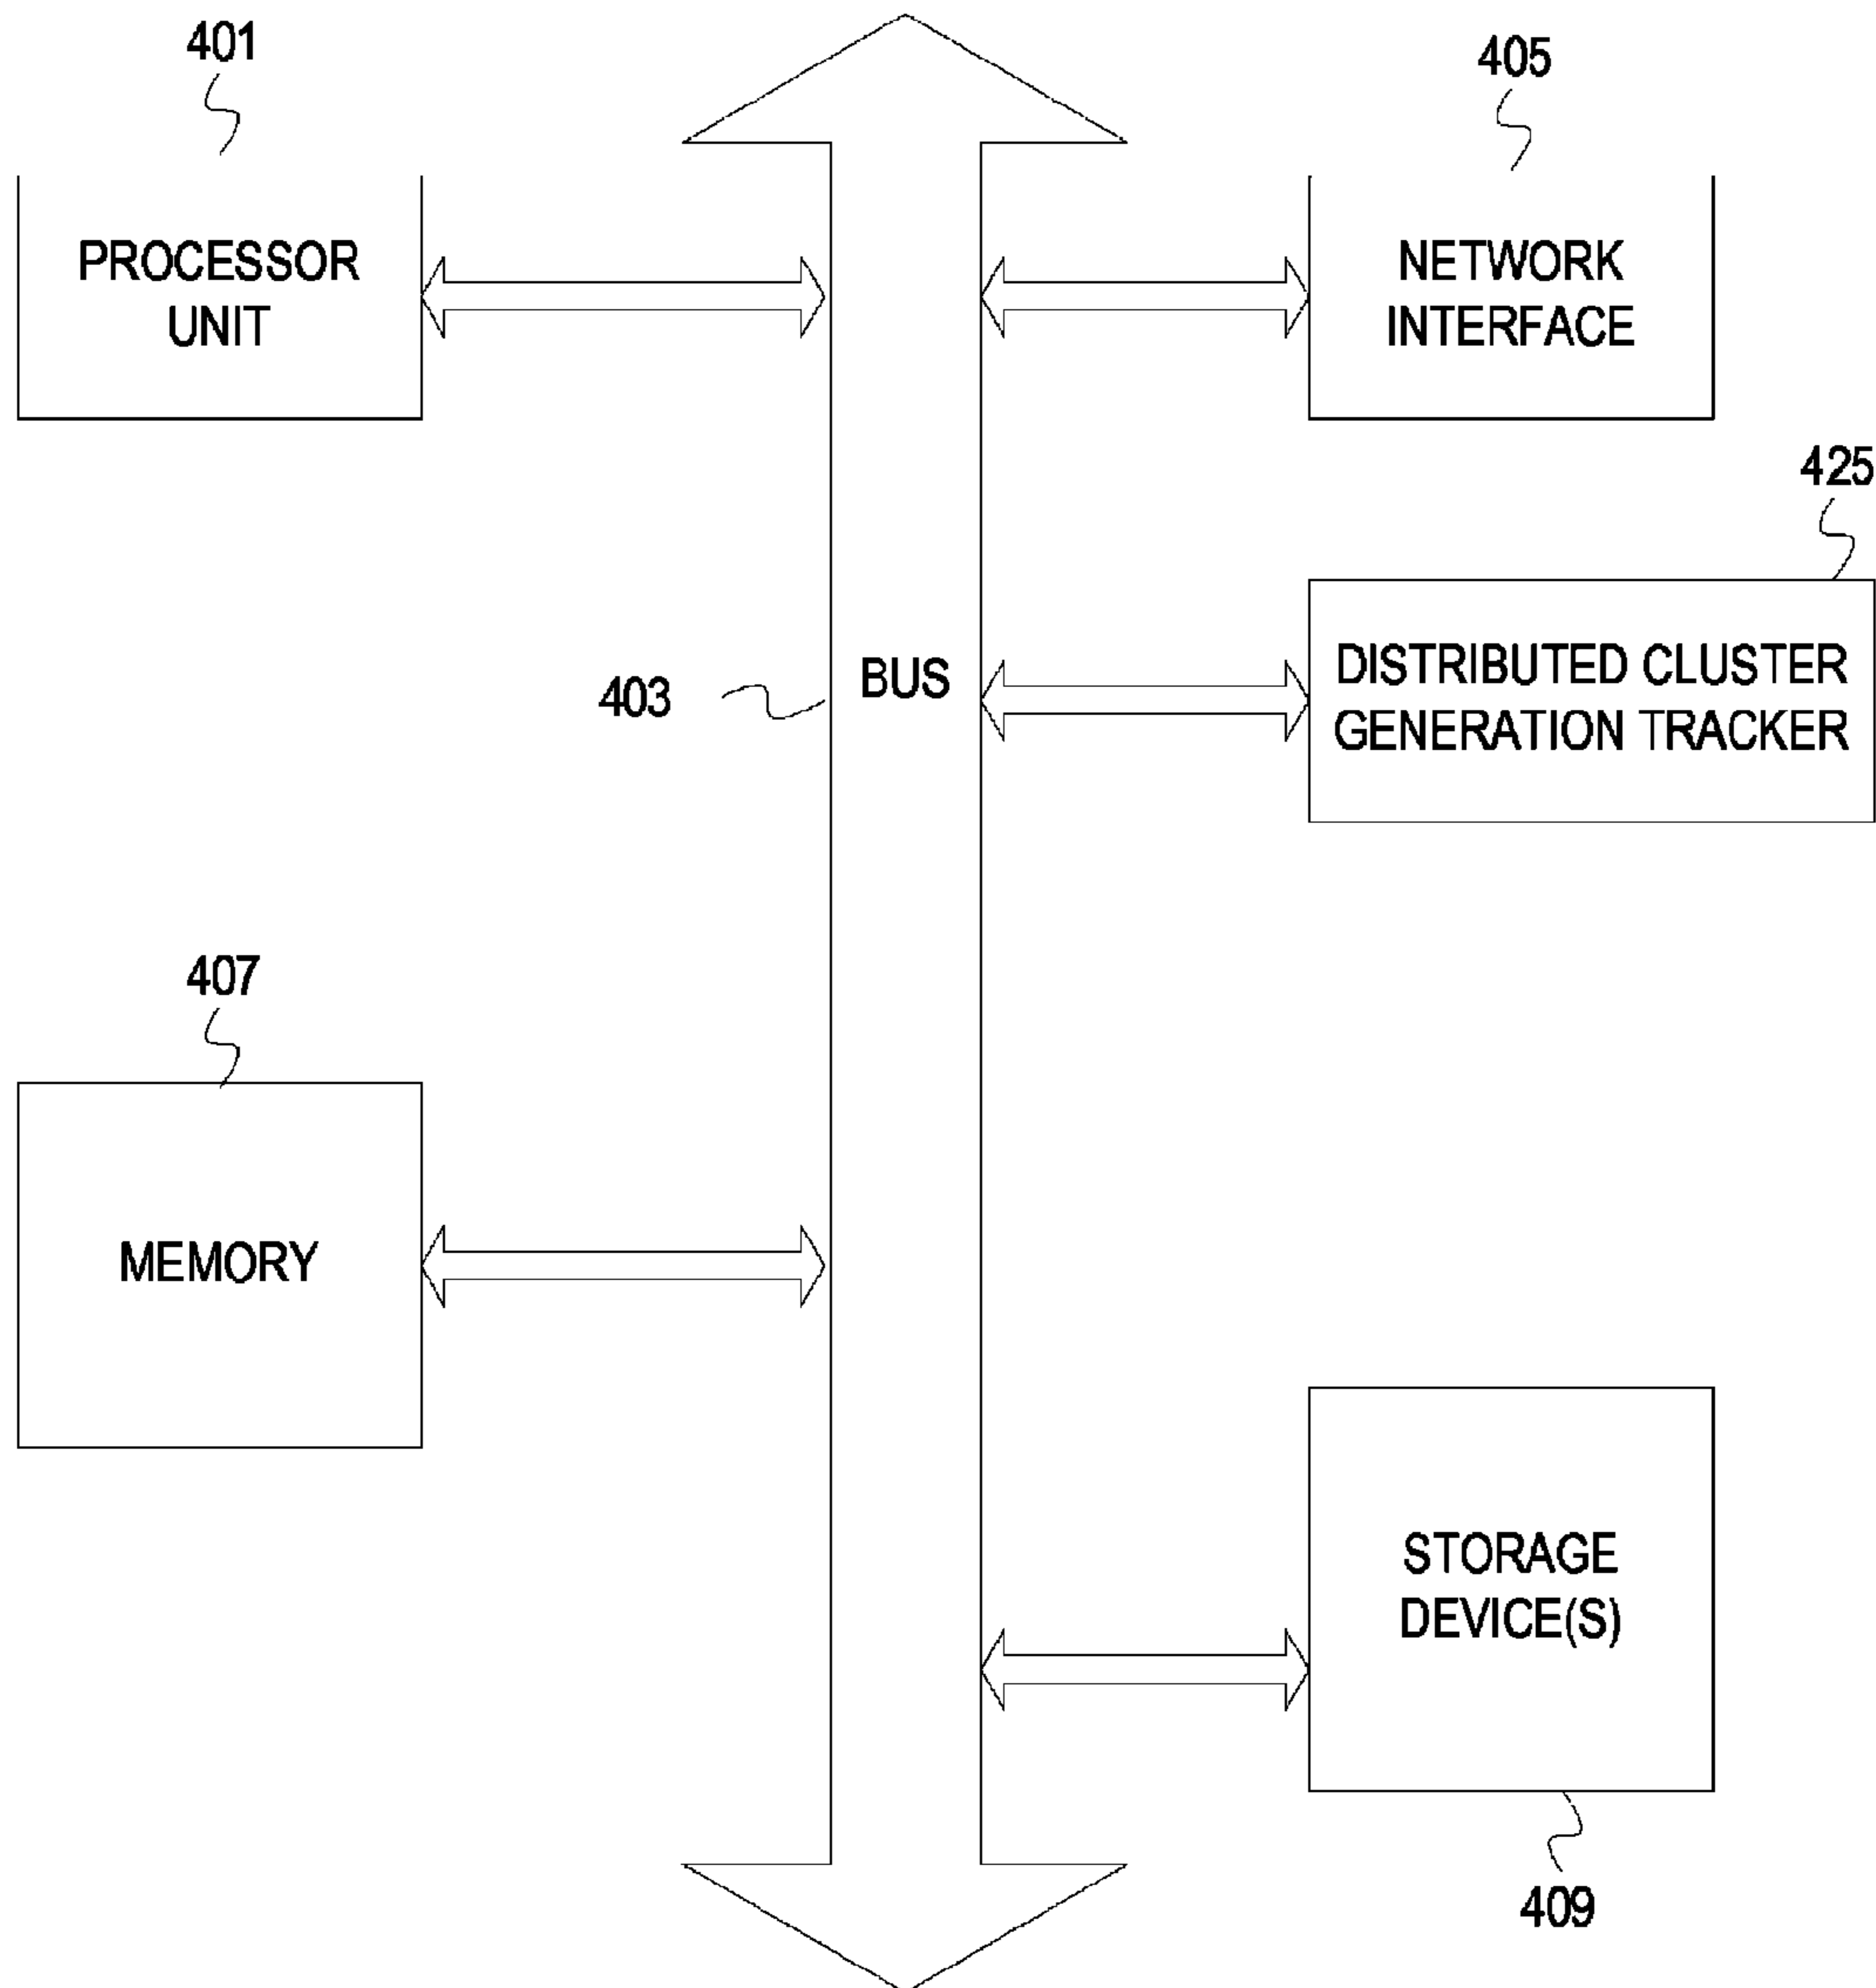 401
405
PROCESSOR
UNIT
NETWORK
INTERFACE
425
DISTRIBUTED CLUSTER
GENERATION TRACKER
403
BUS
407
MEMORY
STORAGE
DEVICE(S)
409